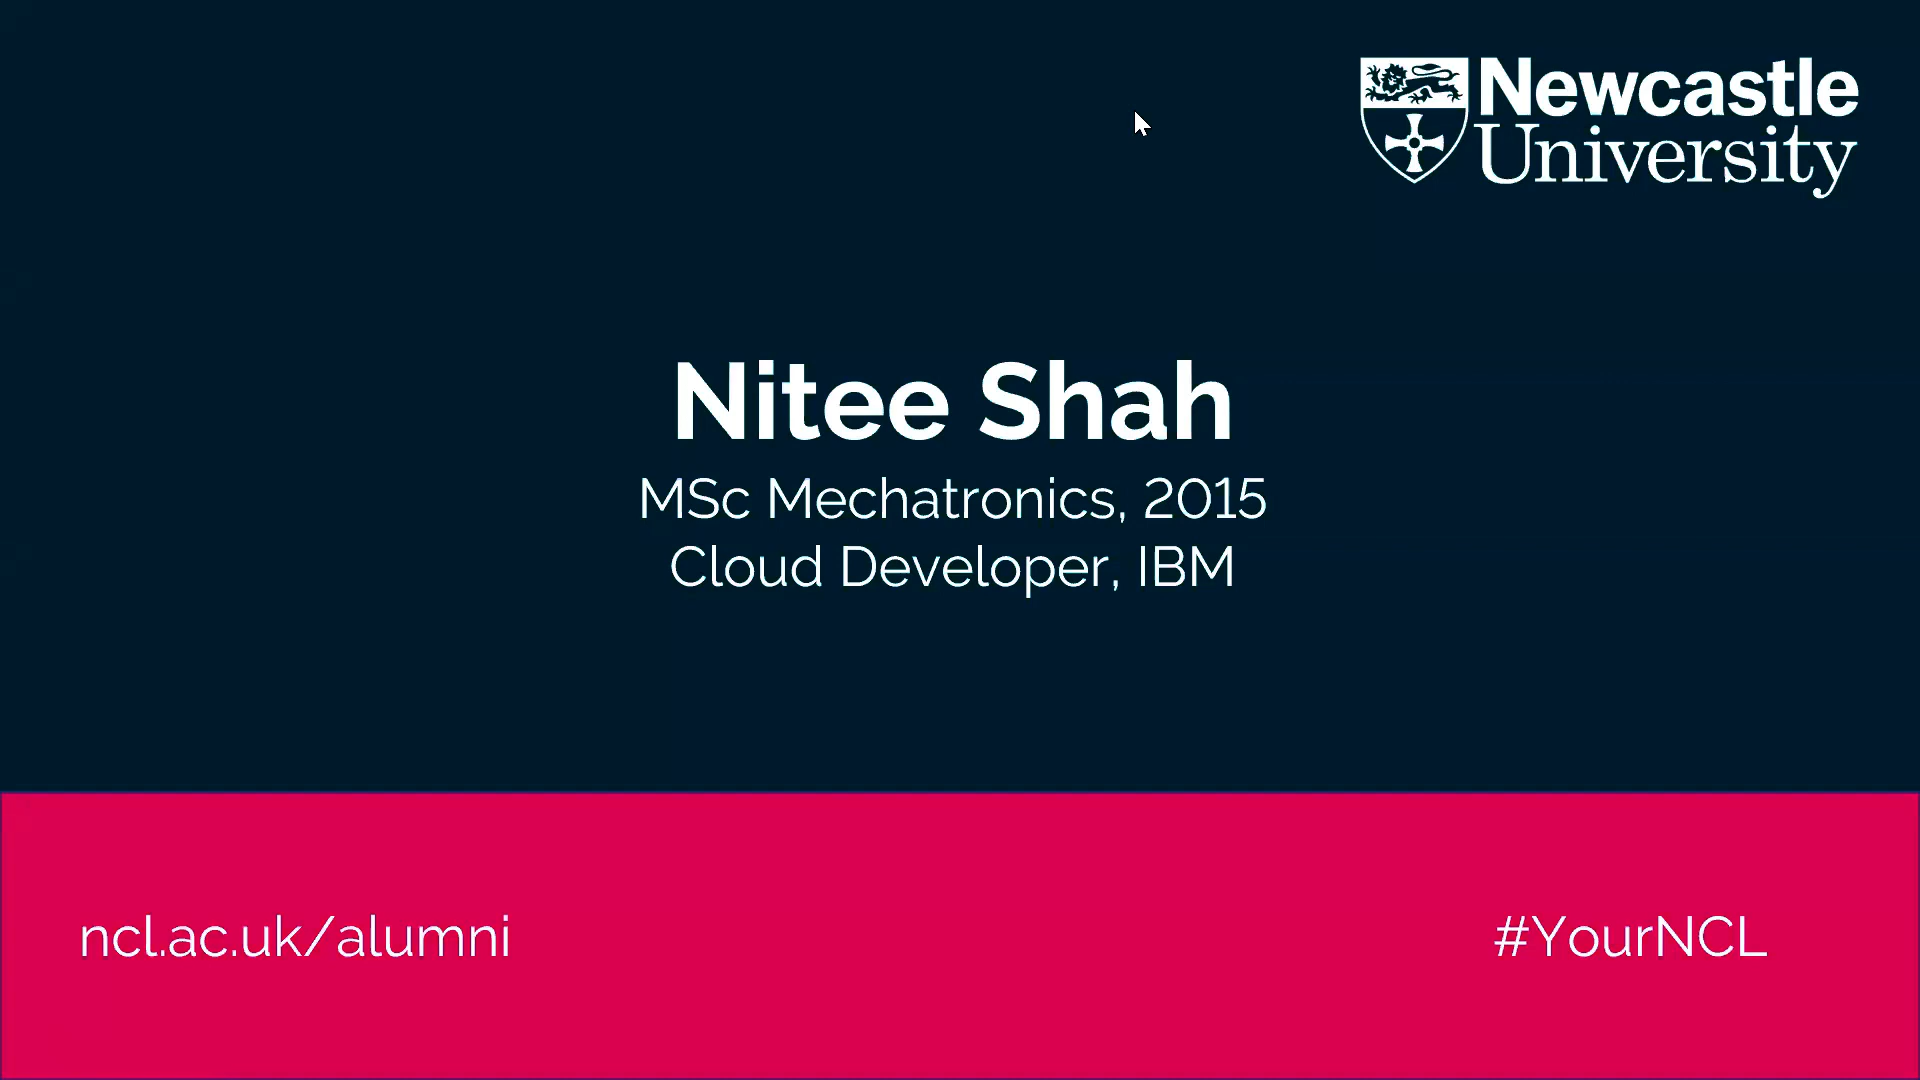 Newcastle
University
Nitee Shah
MSc Mechatronics, 2015
Cloud Developer, IBM
ncl.ac.uk/alumni
#YourNCL